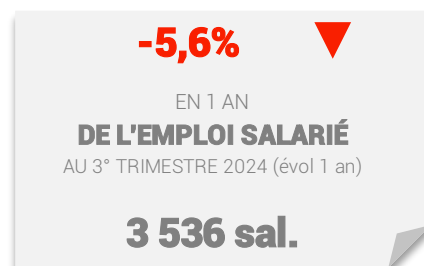 -5,6%
EN 1 AN
DE L'EMPLOI SALARIÉ
AU 3° TRIMESTRE 2024 (évol 1 an)
3 536 sal.